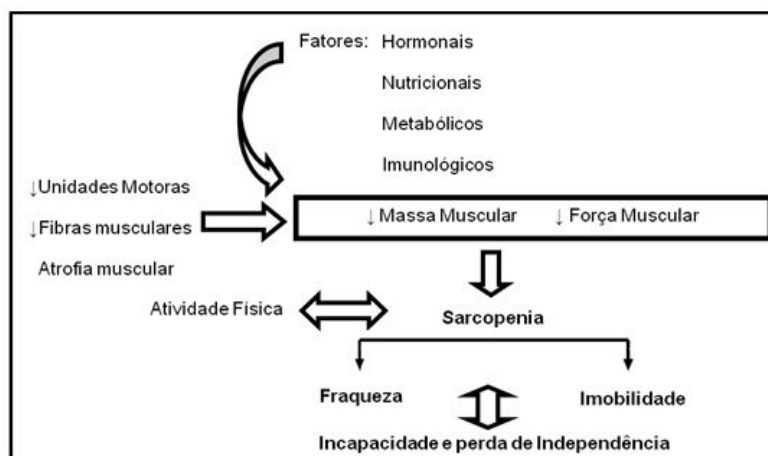 Fatores: Hormonais
Nutricionais
Metabólicos
Imunológicos
↓Unidades Motoras
↓Fibras musculares
Atrofia muscular
↓ Massa Muscular ↓ Força Muscular
Atividade Física
Sarcopenia
Fraqueza
Imobilidade
Incapacidade e perda de Independência